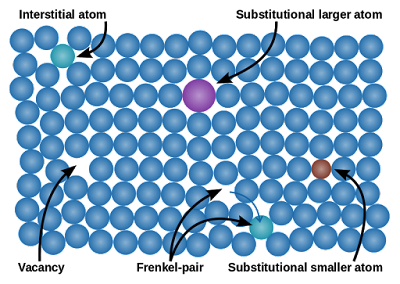 Interstitial atom
Substitutional larger atom
Vacancy
Frenkel-pair
Substitutional smaller atom